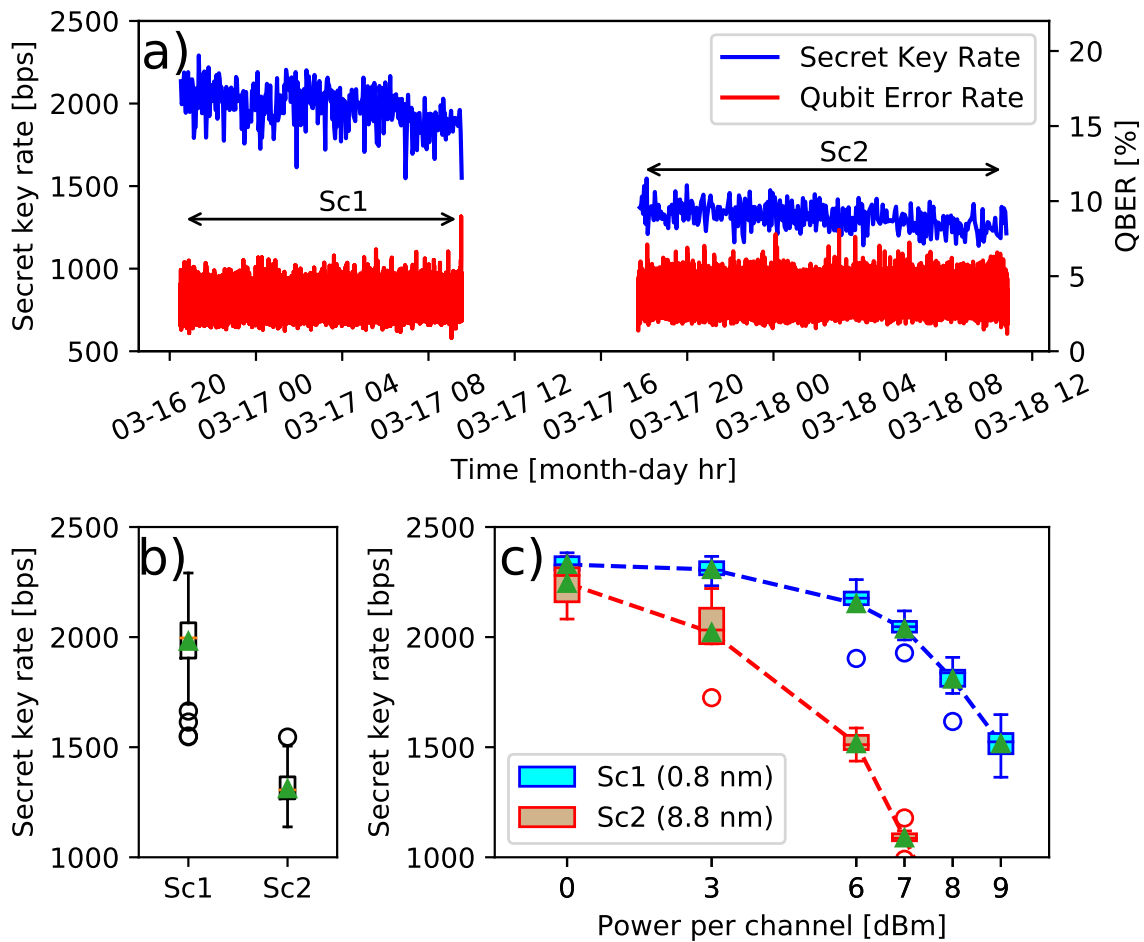 a)
Secret key rate [bps]
2500
2000
1500
1000
500
QBER [%]
20
15
10
5
0
Secret Key Rate
Qubit Error Rate
Sc1
Sc2
03-16 20
03-17 00
03-17 04
03-17 08
03-17 12
03-17 16
03-17 20
03-18 00
03-18 04
03-18 08
03-18 12
Time [month-day hr]
b)
Secret key rate [bps]
2500
2000
1500
1000
Sc1
Sc2
c)
Secret key rate [bps]
2500
2000
1500
1000
Sc1 (0.8 nm)
Sc2 (8.8 nm)
0
3
6
7
8
9
Power per channel [dBm]